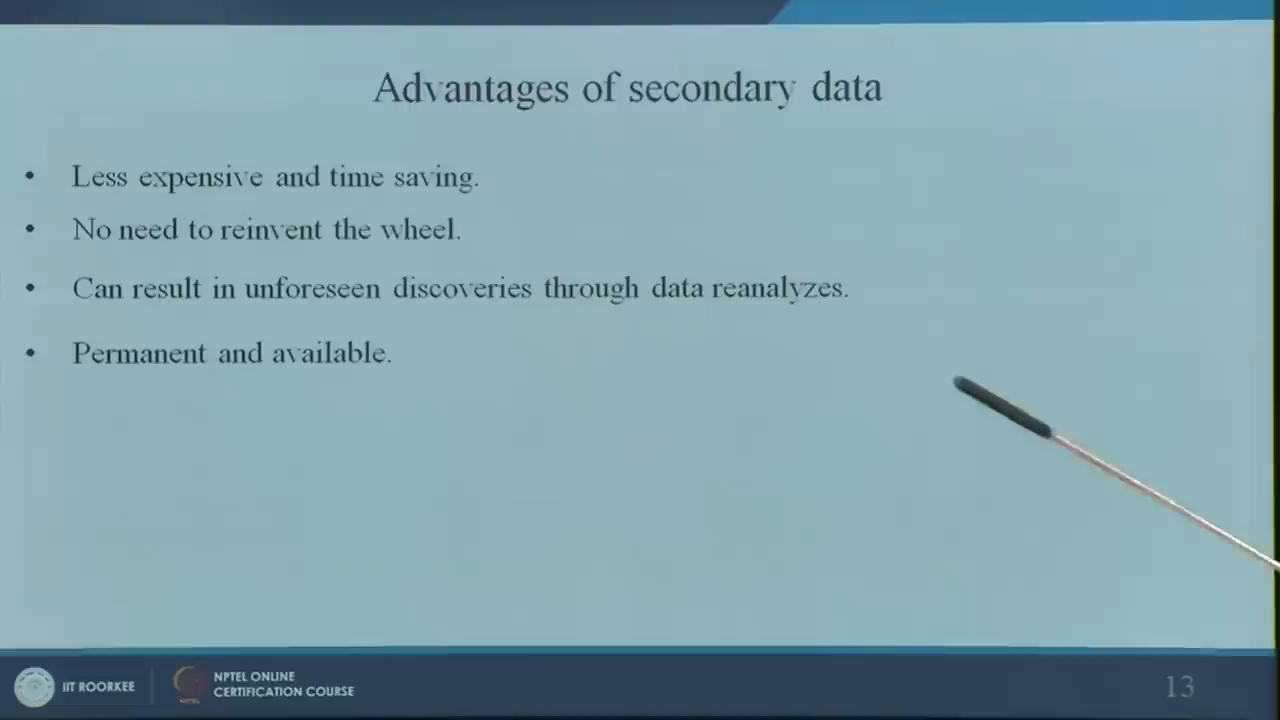 Advantages of secondary data
• Less expensive and time saving.
• No need to reinvent the wheel.
• Can result in unforeseen discoveries through data reanalyzes.
• Permanent and available.
IIT ROORKEE
NPTEL ONLINE
CERTIFICATION COURSE
13